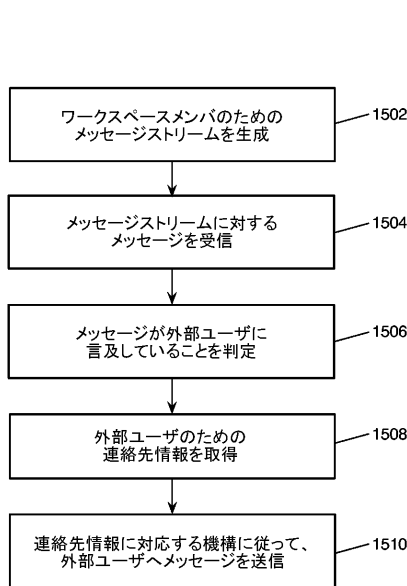 ワークスペースメンバのための
メッセージストリームを生成
1502
メッセージストリームに対する
メッセージを受信
1504
メッセージが外部ユーザに
言及していることを判定
1506
外部ユーザのための
連絡先情報を取得
1508
連絡先情報に対応する機構に従って、
外部ユーザへメッセージを送信
1510